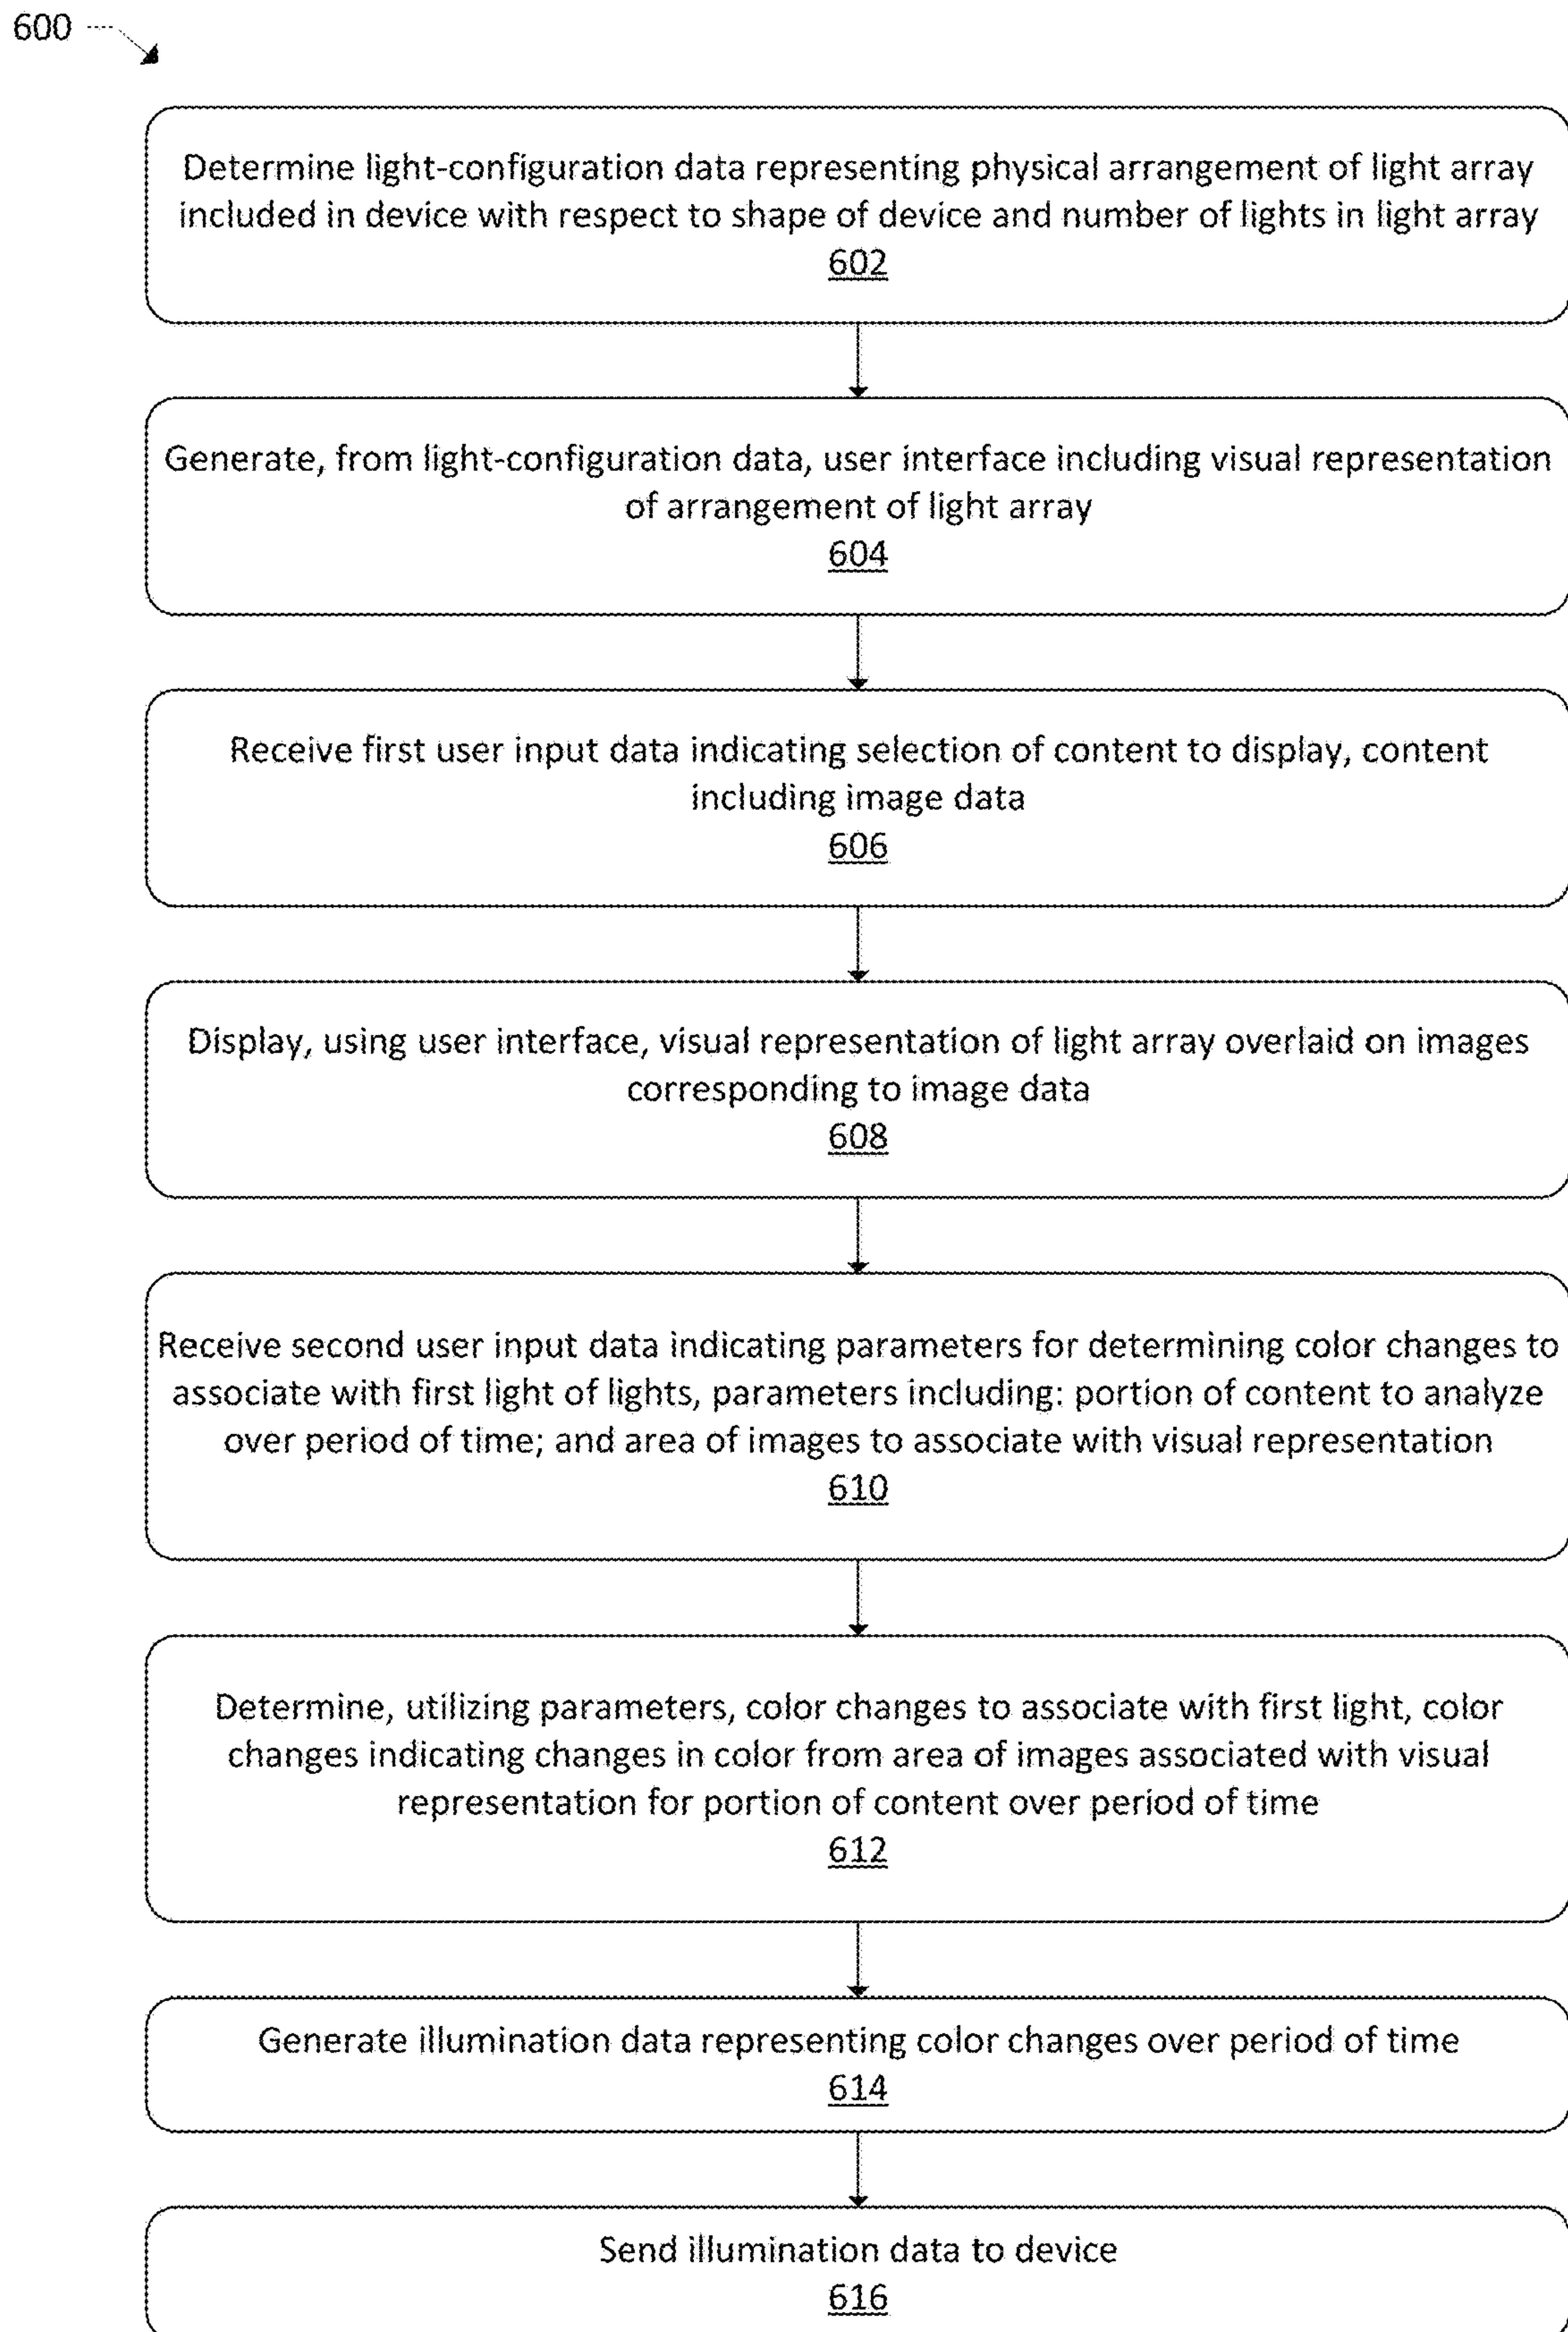 600
Determine light-configuration data representing physical arrangement of light array
included in device with respect to shape of device and number of lights in light array
602
Generate, from light-configuration data, user interface including visual representation
of arrangement of light array
604
Receive first user input data indicating selection of content to display, content
including image data
606
Display, using user interface, visual representation of light array overlaid on images
corresponding to image data
608
Receive second user input data indicating parameters for determining color changes to
associate with first light of lights, parameters including: portion of content to analyze
over period of time; and area of images to associate with visual representation
610
Determine, utilizing parameters, color changes to associate with first light, color
changes indicating changes in color from area of images associated with visual
representation for portion of content over period of time
612
Generate illumination data representing color changes over period of time
614
Send illumination data to device
616